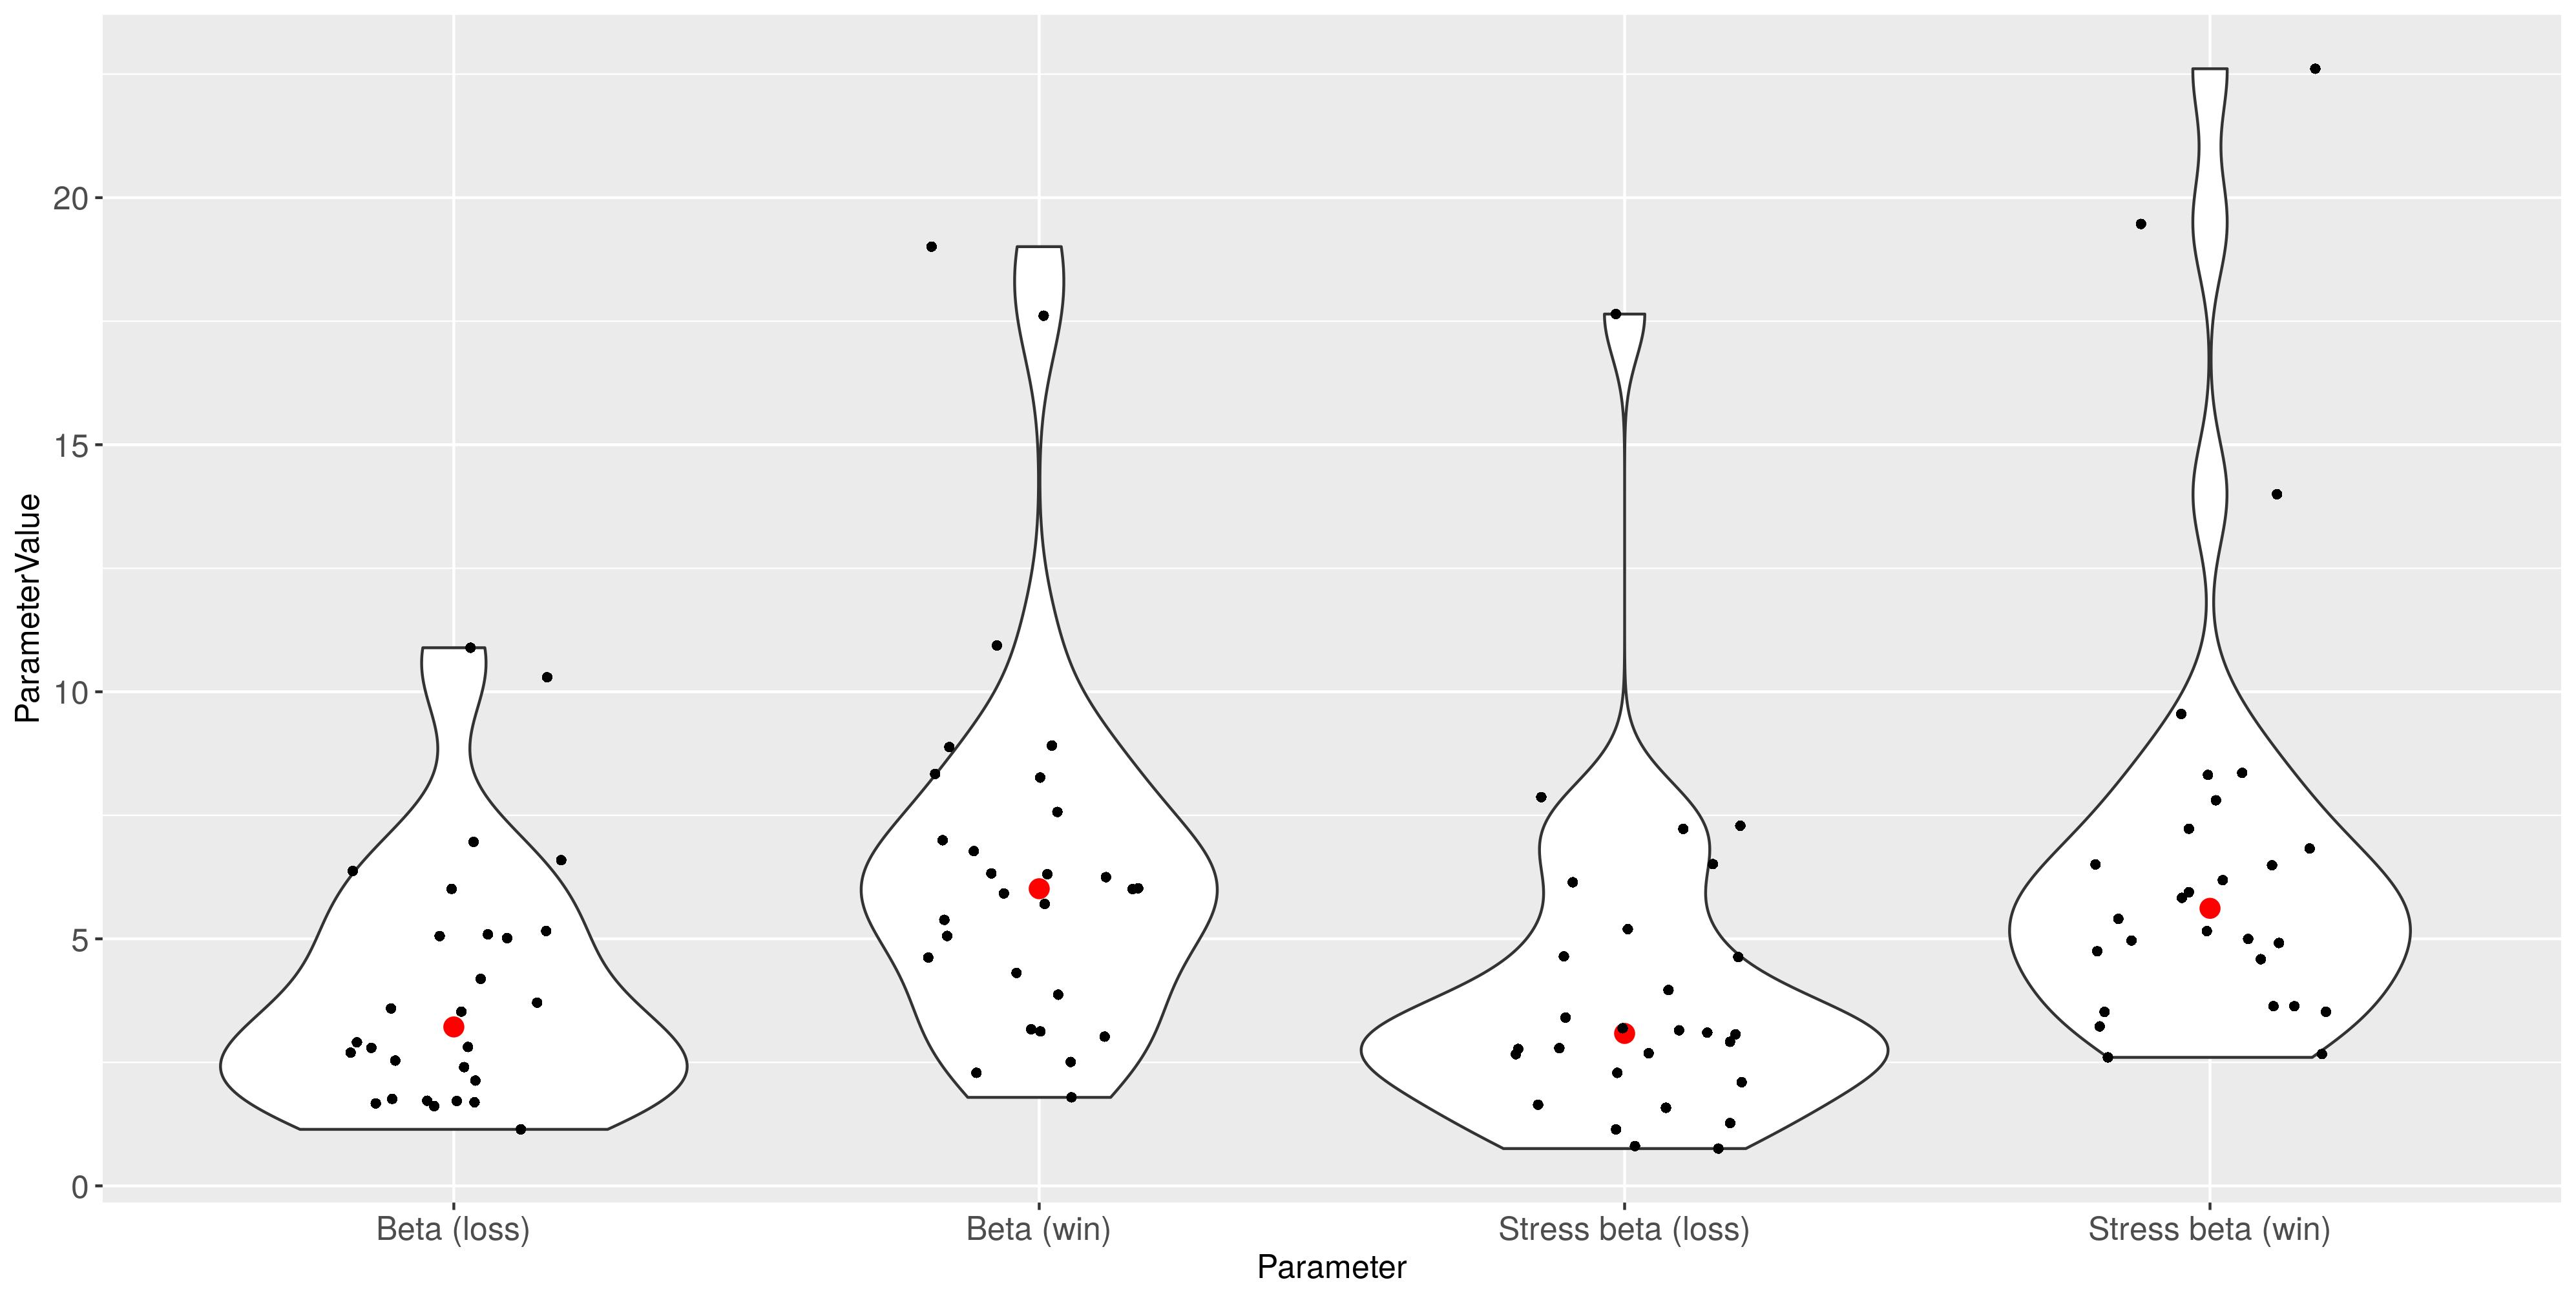 ParameterValue
20
15
10
5
0
Beta (loss)
Beta (win)
Stress beta (loss)
Stress beta (win)
Parameter